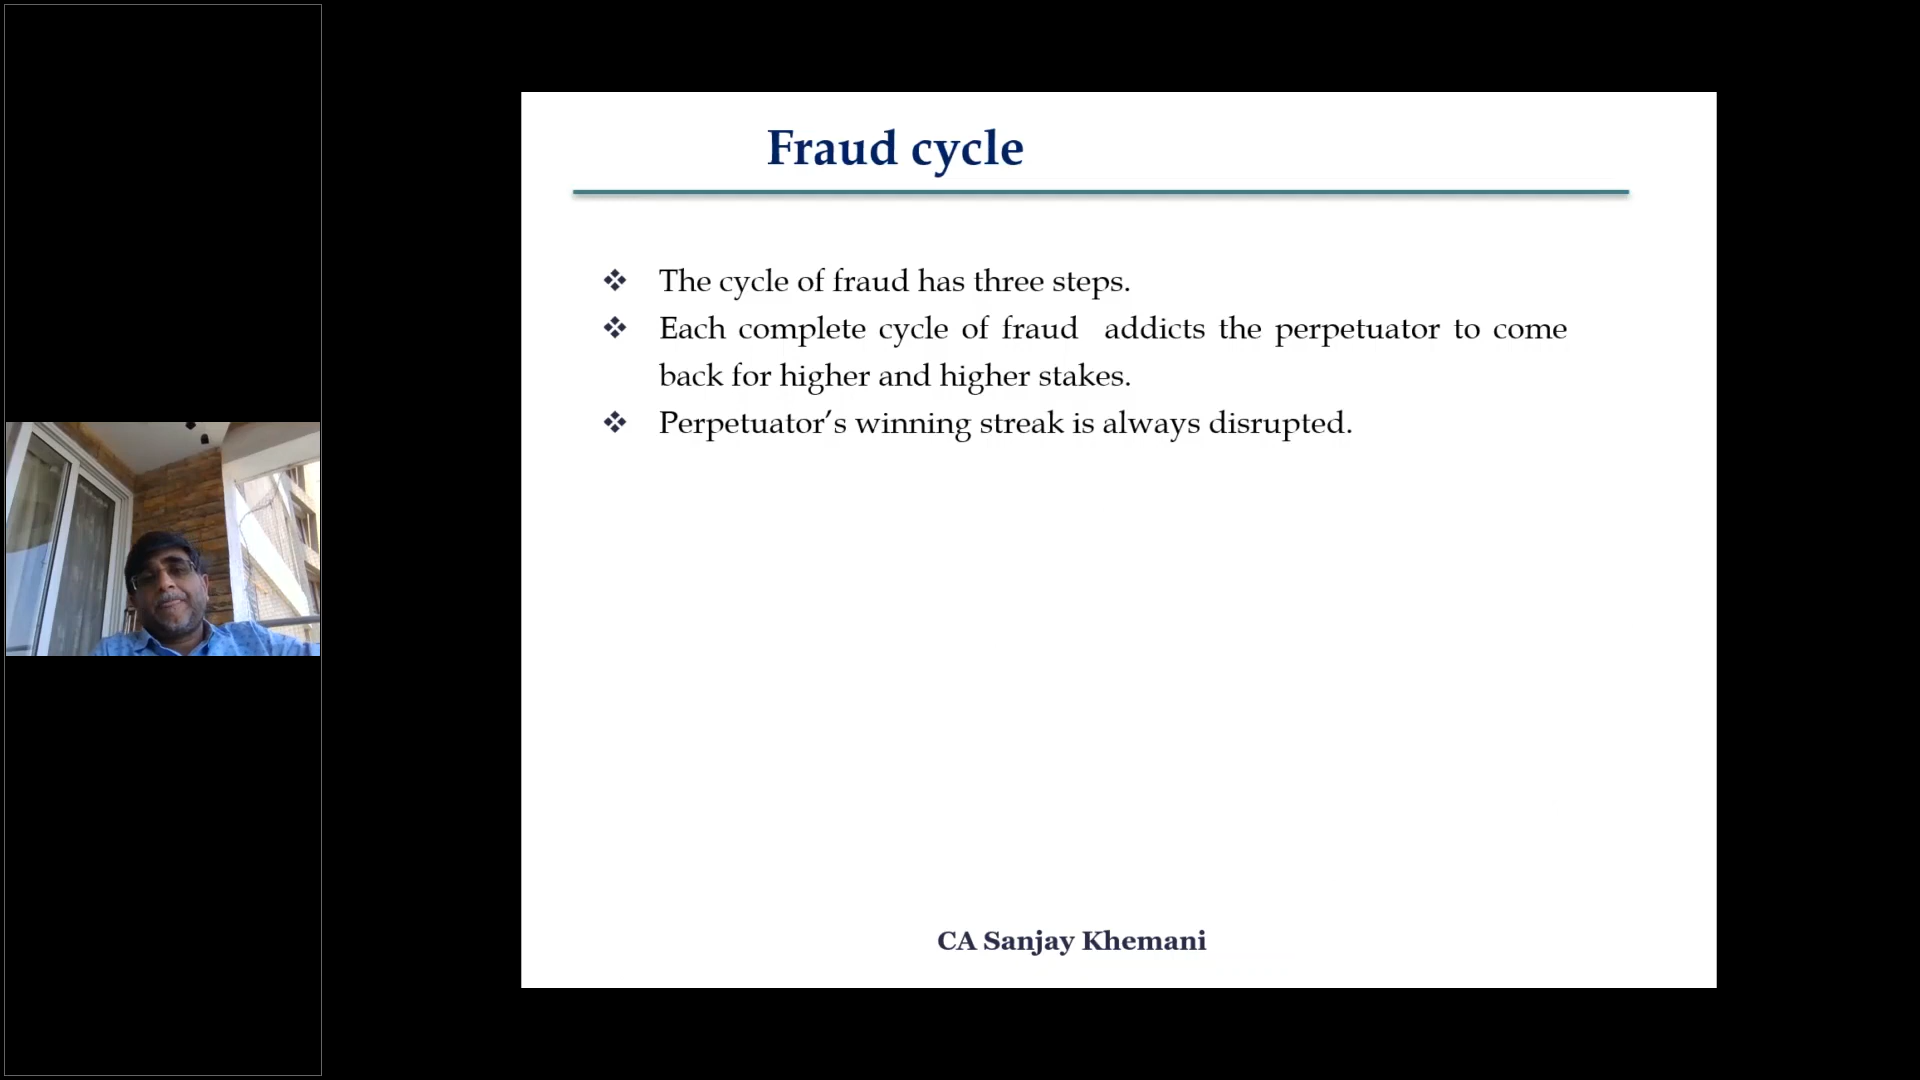 Fraud cycle
❖ The cycle of fraud has three steps.
❖ Each complete cycle of fraud addicts the perpetuator to come
back for higher and higher stakes.
❖ Perpetuator’s winning streak is always disrupted.
CA Sanjay Khemani